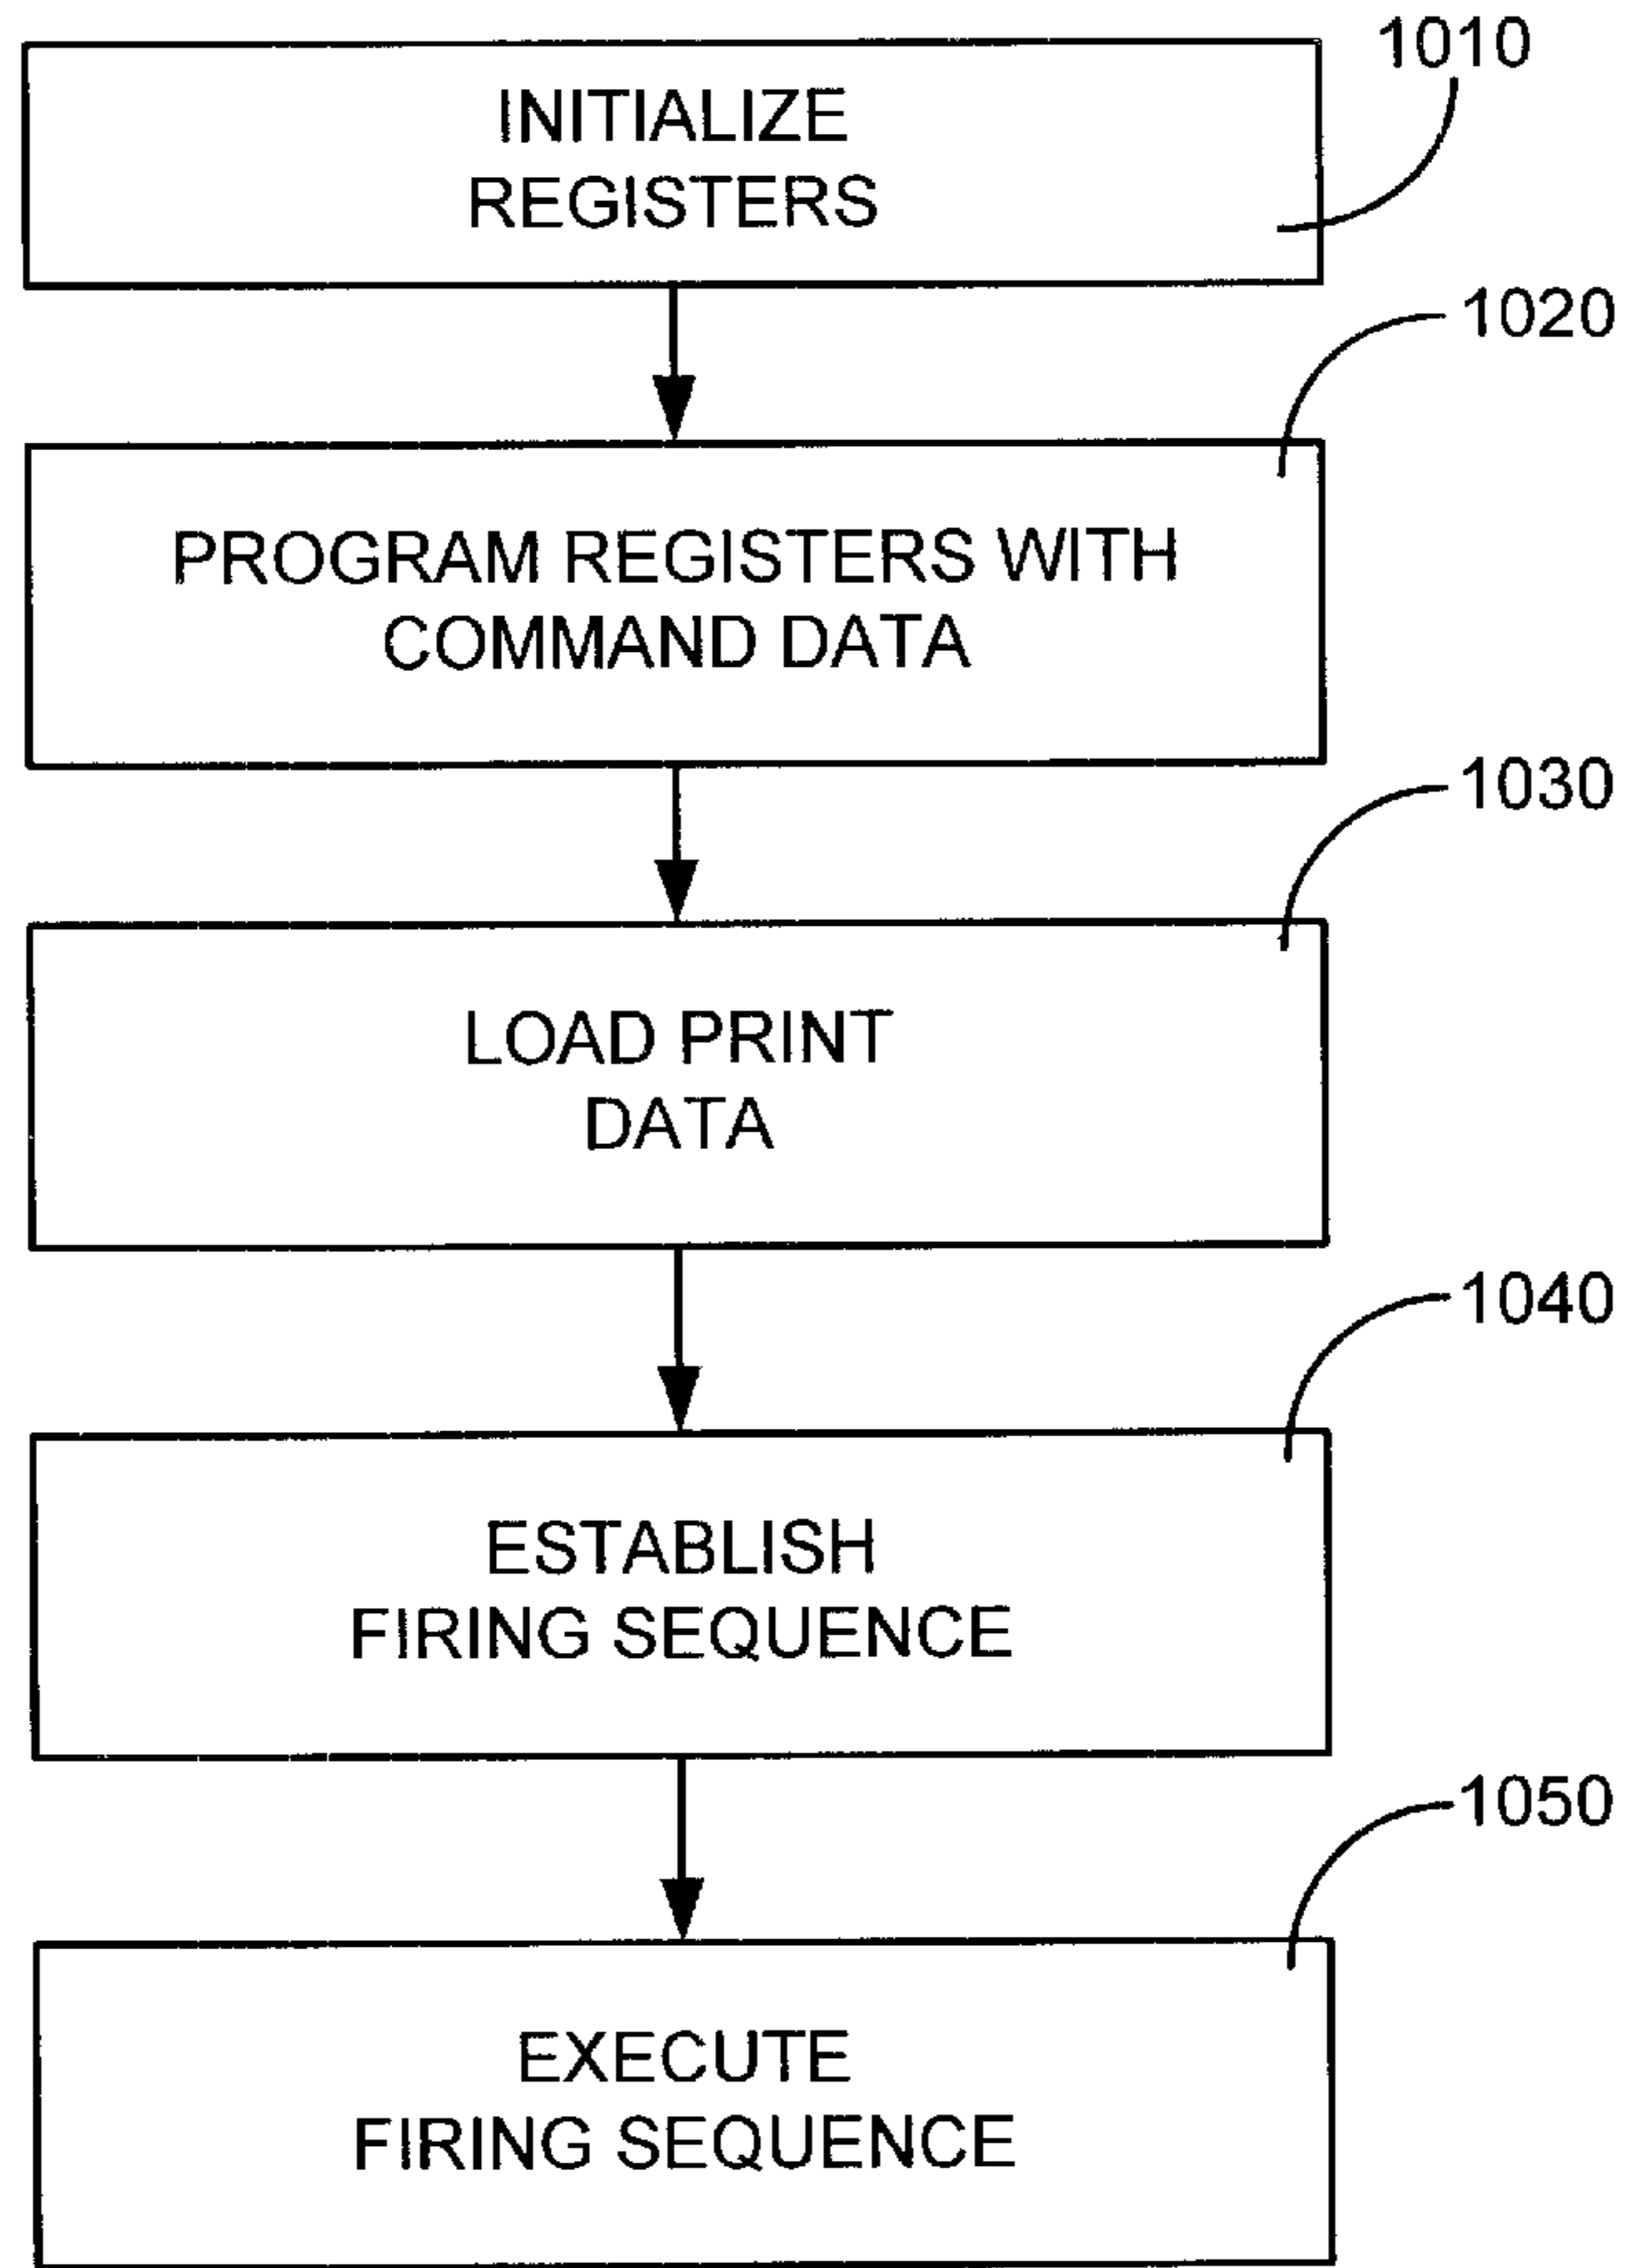 1010
INITIALIZE
REGISTERS
1020
PROGRAM REGISTERS WITH
COMMAND DATA
1030
LOAD PRINT
DATA
1040
ESTABLISH
FIRING SEQUENCE
1050
EXECUTE
FIRING SEQUENCE